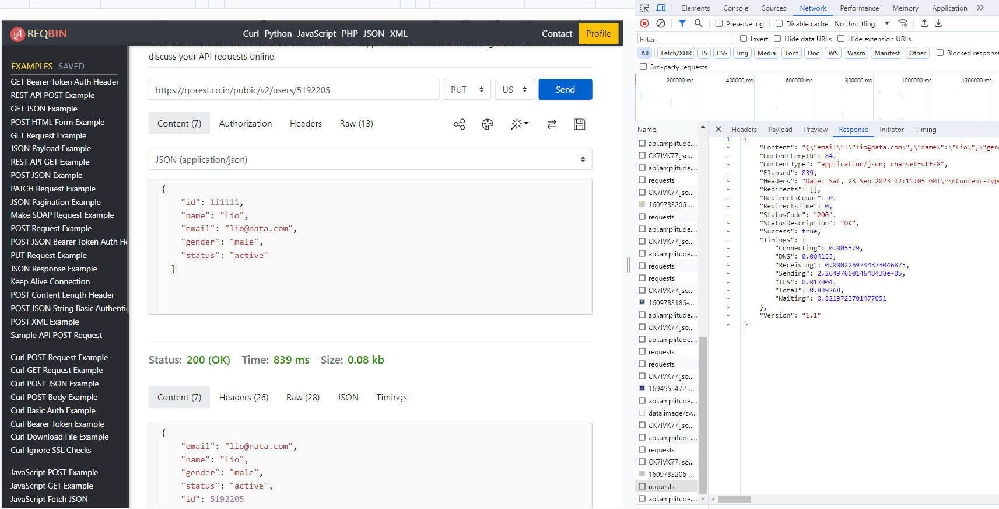 REQBIN
Curl Python JavaScript PHP JSON XML
Contact Profile
EXAMPLES SAVED
GET Bearer Token Auth Header
REST API POST Example
GET JSON Example
POST HTML Form Example
GET Request Example
JSON Payload Example
REST API GET Example
POST JSON Example
PATCH Request Example
JSON Pagination Example
Make SOAP Request Example
POST Request Example
POST JSON Bearer Token Auth He
PUT Request Example
JSON Response Example
Keep Alive Connection
POST Content Length Header
POST JSON String Basic Authenti
POST XML Example
Sample API POST Request
Curl POST Request Example
Curl GET Request Example
Curl POST JSON Example
Curl POST Body Example
Curl Basic Auth Example
Curl Bearer Token Example
Curl Download File Example
Curl Ignore SSL Checks
JavaScript POST Example
JavaScript GET Example
JavaScript Fetch JSON
discuss your API requests online.
https://gorest.co.in/public/v2/users/5192205 PUT US Send
Content (7) Authorization Headers Raw (13)
JSON (application/json)
{
"id": 111111,
"name": "Lio",
"email": "lio@nata.com",
"gender": "male",
"status": "active"
}
Status: 200 (OK) Time: 839 ms Size: 0.08 kb
Content (7) Headers (26) Raw (28) JSON Timings
{
"email": "lio@nata.com",
"name": "Lio",
"gender": "male",
"status": "active",
"id": 5192205
Elements Console Sources Network Performance Memory Application
Preserve log Disable cache No throttling
Filter Invert Hide data URLs Hide extension URLs
All Fetch/XHR JS CSS Img Media Font Doc WS Wasm Manifest Other Blocked response
3rd-party requests
200000 ms 400000 ms 600000 ms 800000 ms 1000000 ms 1200000 ms
Name
api.amplitude....
CK7IVK77.jso...
api.amplitude....
requests
CK7IVK77.jso...
1609783206-...
requests
api.amplitude....
CK7IVK77.jso...
api.amplitude....
requests
requests
CK7IVK77.jso...
1609783186-...
api.amplitude....
CK7IVK77.jso...
api.amplitude....
requests
requests
CK7IVK77.jso...
1694555472-...
api.amplitude....
data:image/sv...
CK7IVK77.jso...
api.amplitude....
requests
CK7IVK77.jso...
1609783206-...
requests
api.amplitude....
Headers Payload Preview Response Initiator Timing
1 {
- "Content": "{\"email\":\"lio@nata.com\",\"name\":\"Lio\",\"gen
- "ContentLength": 84,
- "ContentType": "application/json; charset=utf-8",
- "Elapsed": 839,
- "Headers": "Date: Sat, 23 Sep 2023 12:11:05 GMT\r\nContent-Type
- "Redirects": [],
- "RedirectsCount": 0,
- "RedirectsTime": 0,
- "StatusCode": "200",
- "StatusDescription": "OK",
- "Success": true,
- "Timings": {
- "Connecting": 0.005579,
- "DNS": 0.004153,
- "Receiving": 0.0002269744873046875,
- "Sending": 2.2649765014648438e-05,
- "TLS": 0.017004,
- "Total": 0.839268,
- "Waiting": 0.8219723701477051
- },
- "Version": "1.1"
- }